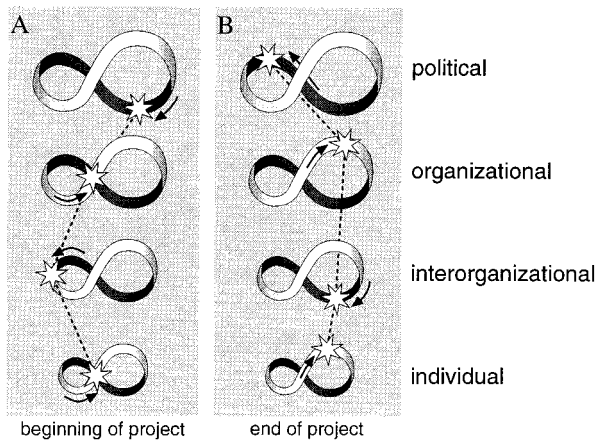 A
B
political
organizational
interorganizational
individual
beginning of project
end of project